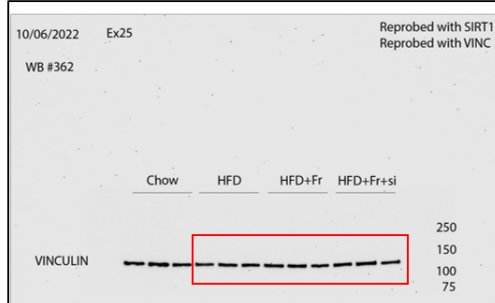 10/06/2022 Ex25 Reprobed with SIRT1
Reprobed with VINC
WB #362
Chow HFD HFD+Fr HFD+Fr+si
250
150
VINCULIN
100
75